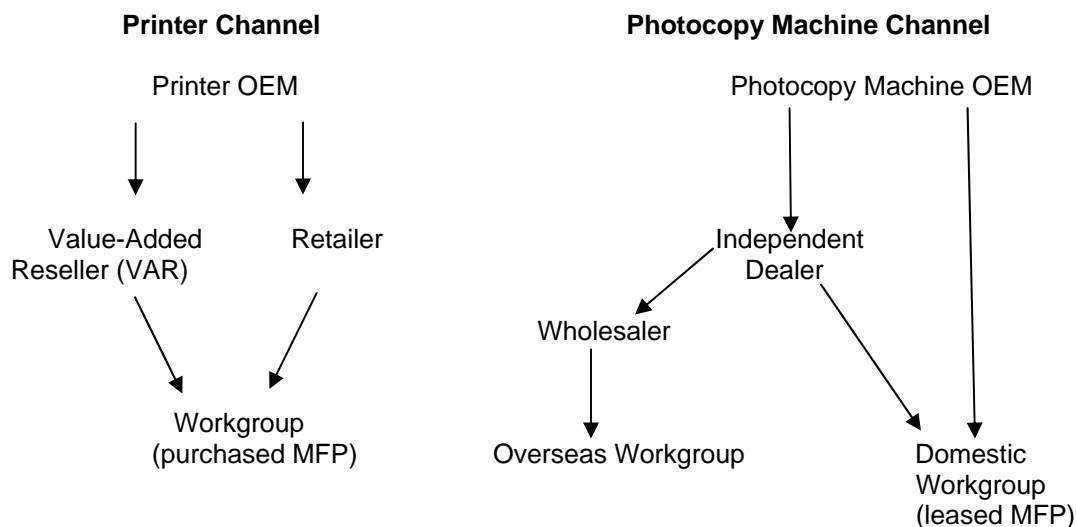 Printer Channel
Printer OEM
Value-Added
Reseller (VAR)
Retailer
Workgroup
(purchased MFP)
Photocopy Machine Channel
Photocopy Machine OEM
Independent
Dealer
Wholesaler
Overseas Workgroup
Domestic
Workgroup
(leased MFP)